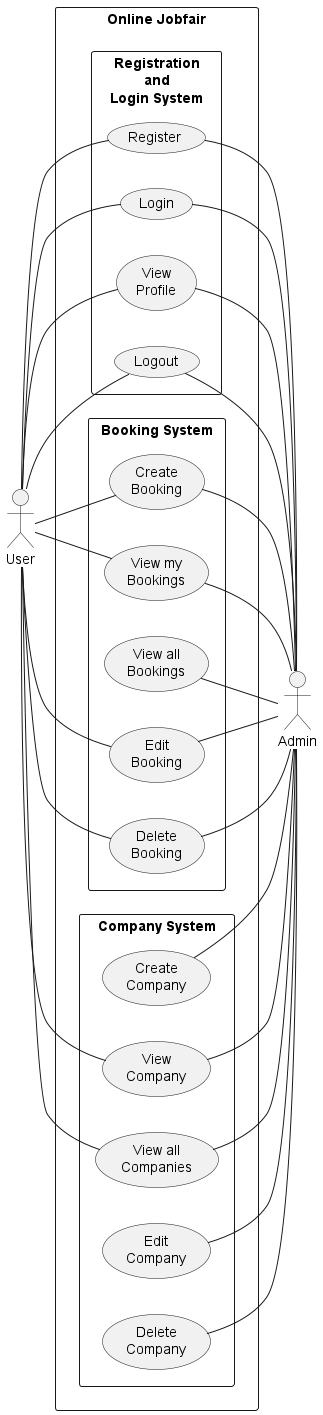 Online Jobfair
Registration
and
Login System
Register
Login
View
Profile
Logout
Booking System
Create
Booking
User
View my
Bookings
View all
Bookings
Admin
Edit
Booking
Delete
Booking
Company System
Create
Company
View
Company
View all
Companies
Edit
Company
Delete
Company